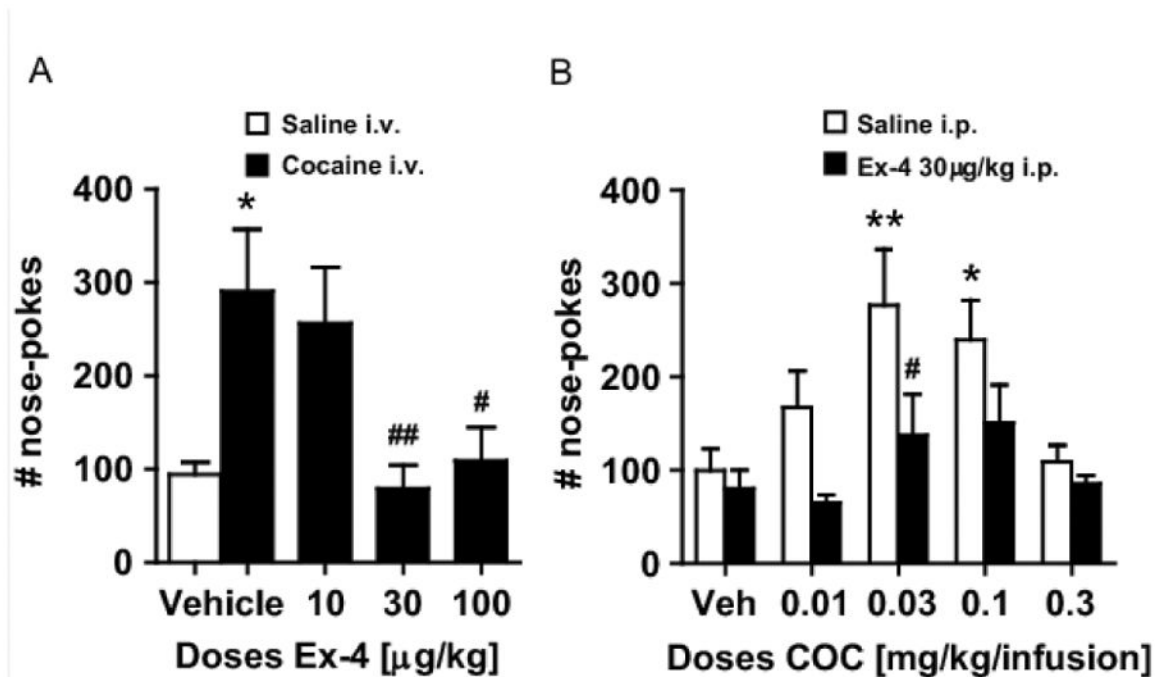 A
Saline i.v.
Cocaine i.v.
# nose-pokes
400
300
200
100
0
*
##
#
Vehicle 10 30 100
Doses Ex-4 [μg/kg]
B
Saline i.p.
Ex-4 30μg/kg i.p.
# nose-pokes
400
300
200
100
0
**
#
*
Veh 0.01 0.03 0.1 0.3
Doses COC [mg/kg/infusion]